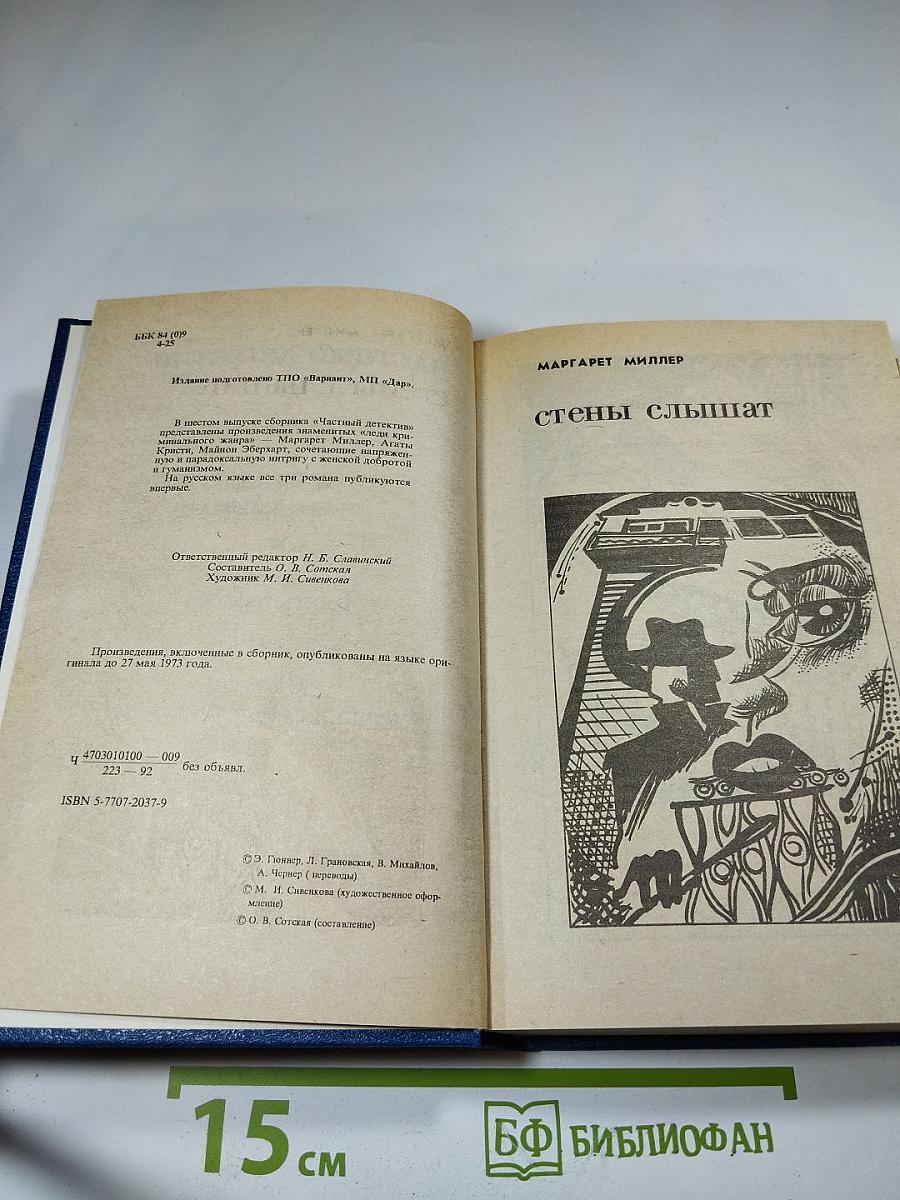 ББК 84 (0)9
4-25
Издание подготовлено ТПО «Вариант», МП «Дар».
В шестом выпуске сборника «Частный детектив»
представлены произведения знаменитых «леди кри-
минального жанра» — Маргарет Миллер, Агаты
Кристи, Майнон Эберхарт, сочетающие напряжен-
ную и парадоксальную интригу с женской добротой
и гуманизмом.
На русском языке все три романа публикуются
впервые.
Ответственный редактор Н. Б. Славинский
Составитель О. В. Сотская
Художник М. И. Сивенкова
Произведения, включенные в сборник, опубликованы на языке ори-
гинала до 27 мая 1973 года.
Ч 4703010100 — 009
223 — 92 без объявл.
ISBN 5-7707-2037-9
© Э. Гюннер, Л. Грановская, В. Михайлов,
А. Чернер ( переводы)
© М. И. Сивенкова (художественное офор-
мление)
© О. В. Сотская (составление)
МАРГАРЕТ МИЛЛЕР
стены слышат
15 см
БФ БИБЛИОФАН